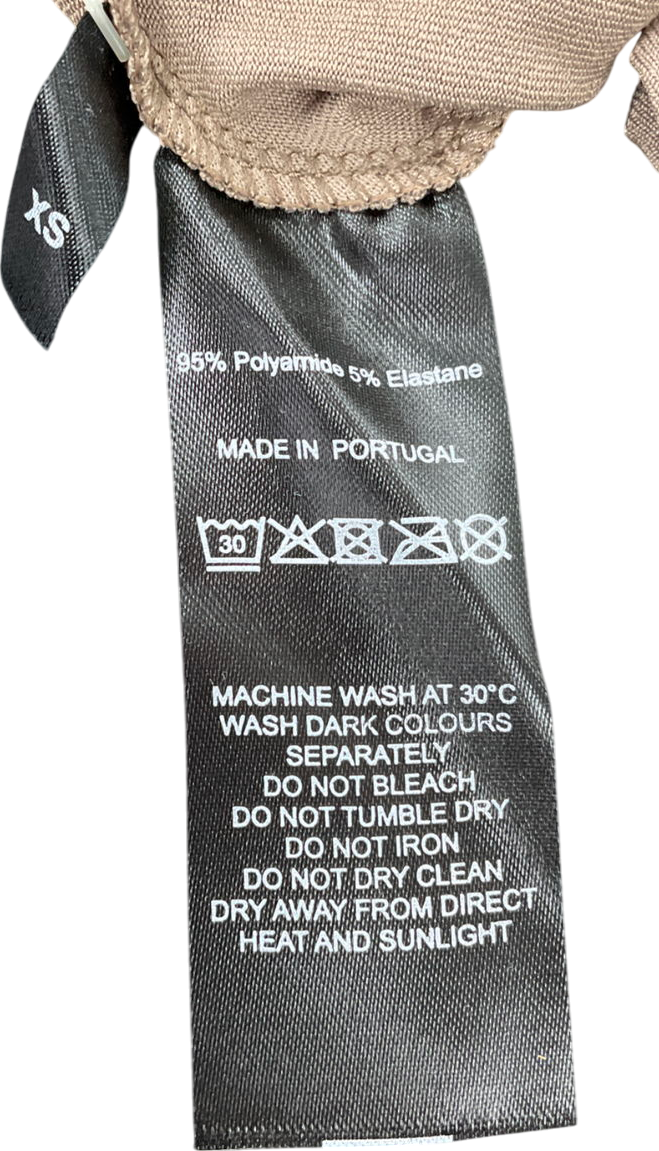 XS
95% Polyamide 5% Elastane
MADE IN PORTUGAL
30
MACHINE WASH AT 30°C
WASH DARK COLOURS
SEPARATELY
DO NOT BLEACH
DO NOT TUMBLE DRY
DO NOT IRON
DO NOT DRY CLEAN
DRY AWAY FROM DIRECT
HEAT AND SUNLIGHT